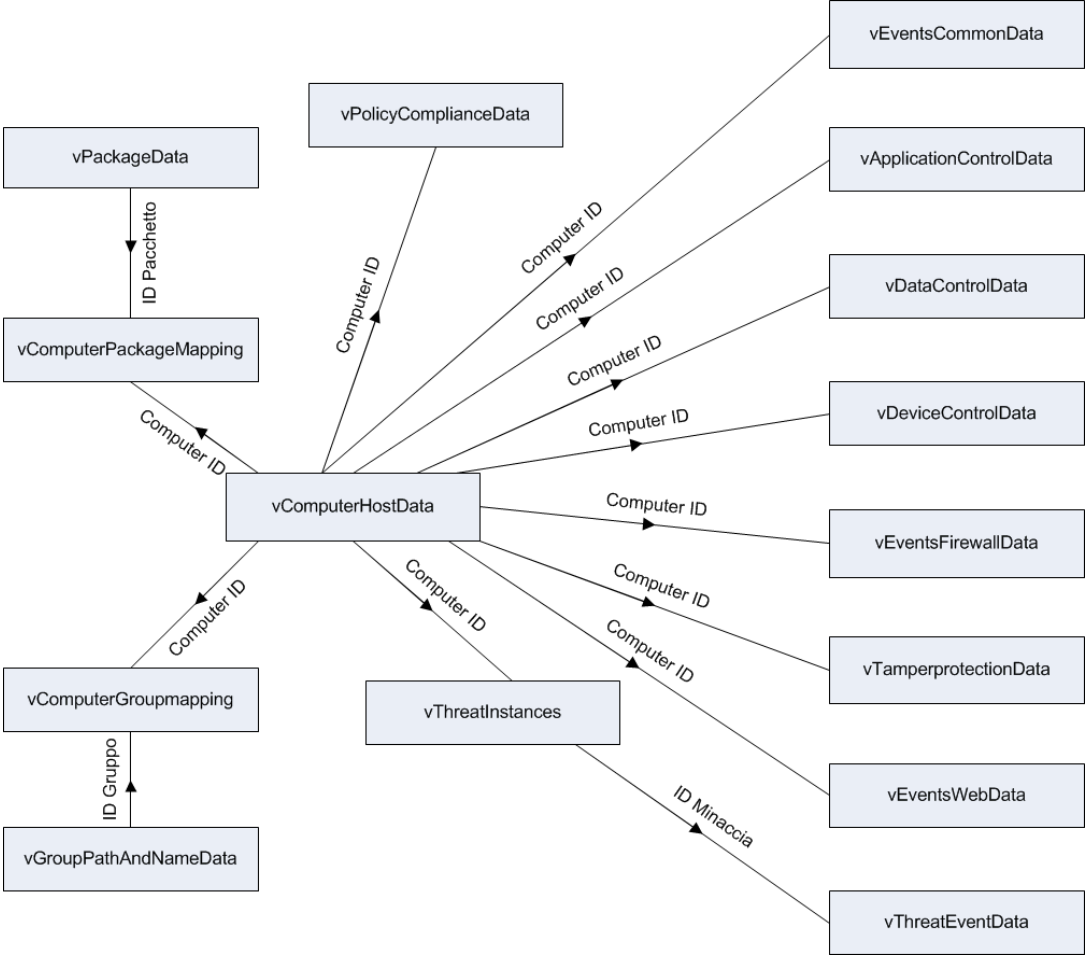 vEventsCommonData
vPolicyComplianceData
vPackageData
vApplicationControlData
ID Pacchetto
Computer ID
Computer ID
Computer ID
vDataControlData
vComputerPackageMapping
Computer ID
Computer ID
Computer ID
vDeviceControlData
vComputerHostData
Computer ID
vEventsFirewallData
Computer ID
Computer ID
Computer ID
Computer ID
vTamperprotectionData
vComputerGroupmapping
vThreatInstances
ID Gruppo
vEventsWebData
ID Minaccia
vGroupPathAndNameData
vThreatEventData